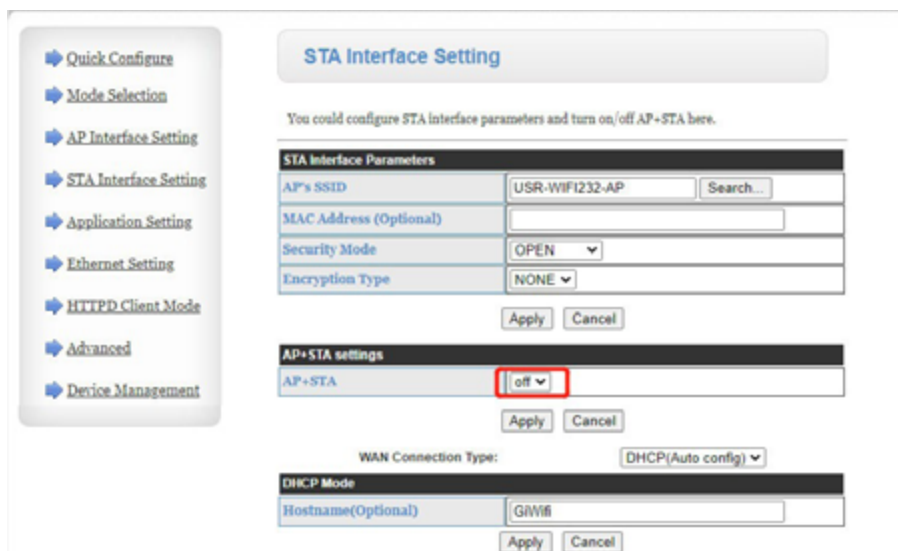 Quick Configure
Mode Selection
AP Interface Setting
STA Interface Setting
Application Setting
Ethernet Setting
HTTPD Client Mode
Advanced
Device Management
STA Interface Setting
You could configure STA interface parameters and turn on/off AP+STA here.
STA Interface Parameters
AP's SSID USR-WIFI232-AP Search...
MAC Address (Optional)
Security Mode OPEN
Encryption Type NONE
Apply Cancel
AP+STA settings
AP+STA off
Apply Cancel
WAN Connection Type: DHCP(Auto config)
DHCP Mode
Hostname(Optional) GiWifi
Apply Cancel